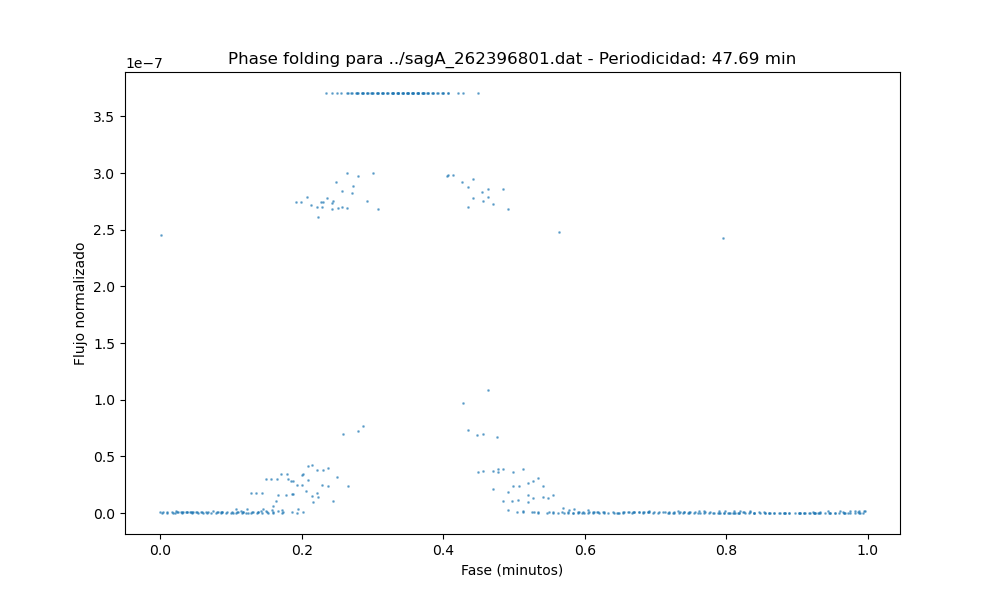 Phase folding para ../sagA_262396801.dat - Periodicidad: 47.69 min
1e−7
3.5
3.0
2.5
2.0
1.5
1.0
0.5
0.0
Flujo normalizado
0.0 0.2 0.4 0.6 0.8 1.0
Fase (minutos)